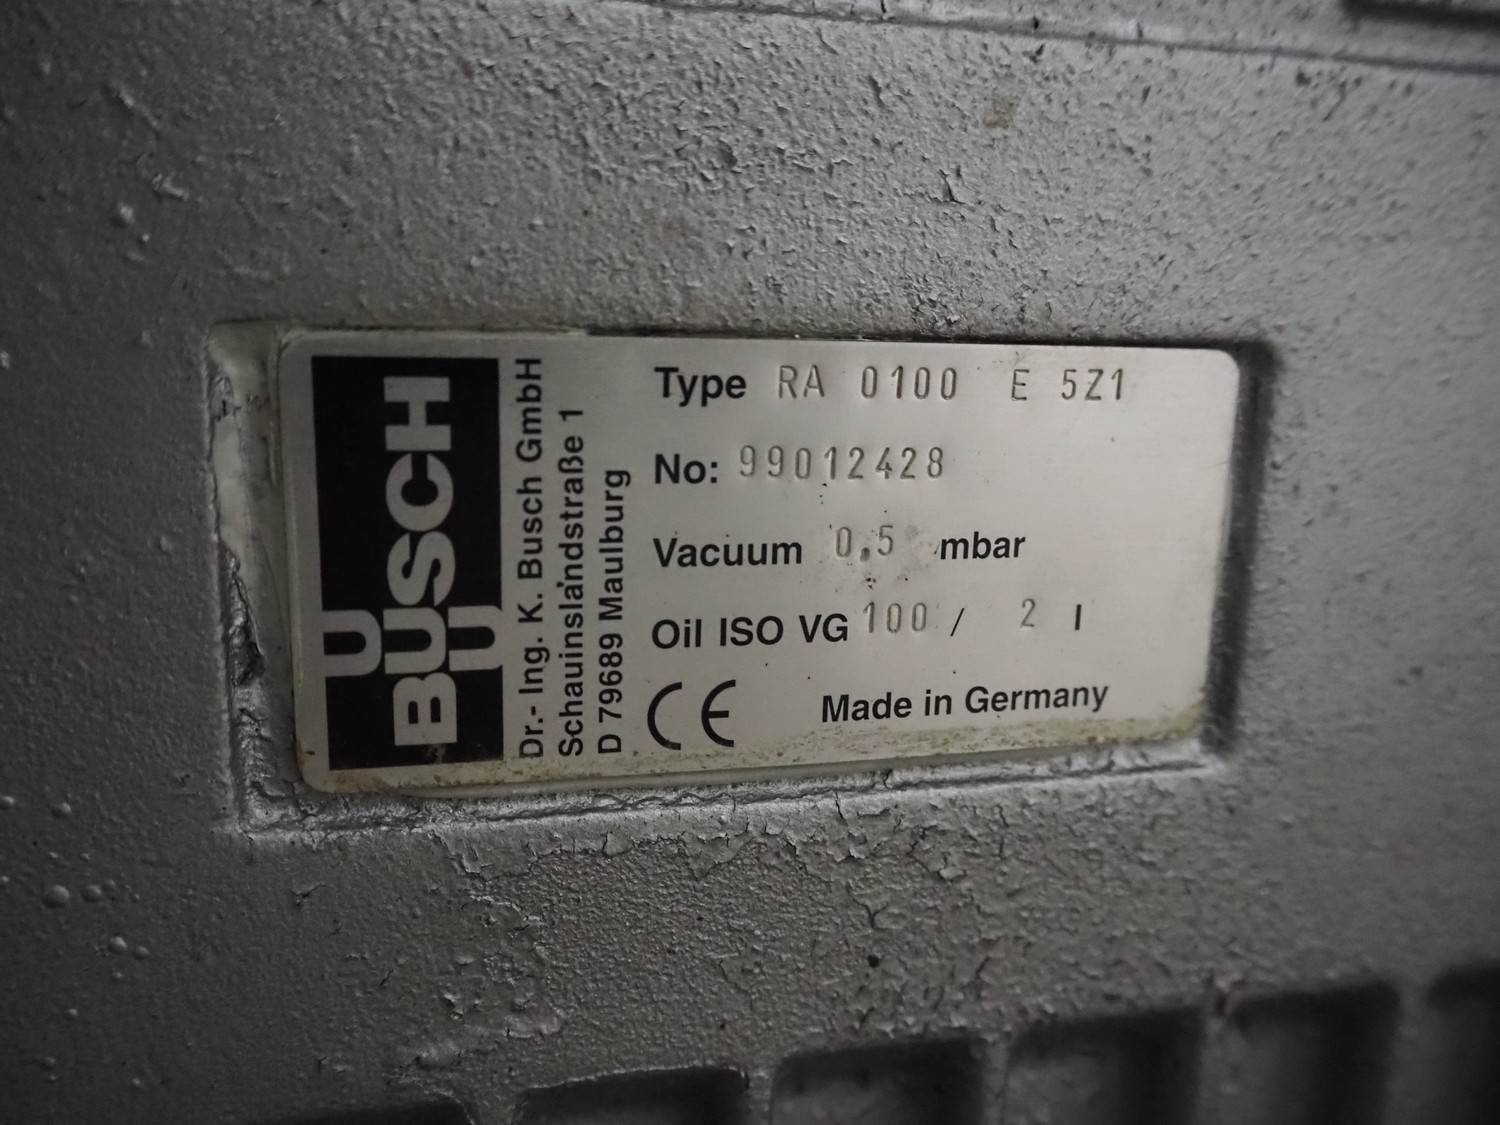 BUSCH
Dr.- Ing. K. Busch GmbH
Schauinslandstraße 1
D 79689 Maulburg
Type RA 0100 E 5Z1
No: 99012428
Vacuum 0,5 mbar
Oil ISO VG 100 / 2 l
CE Made in Germany